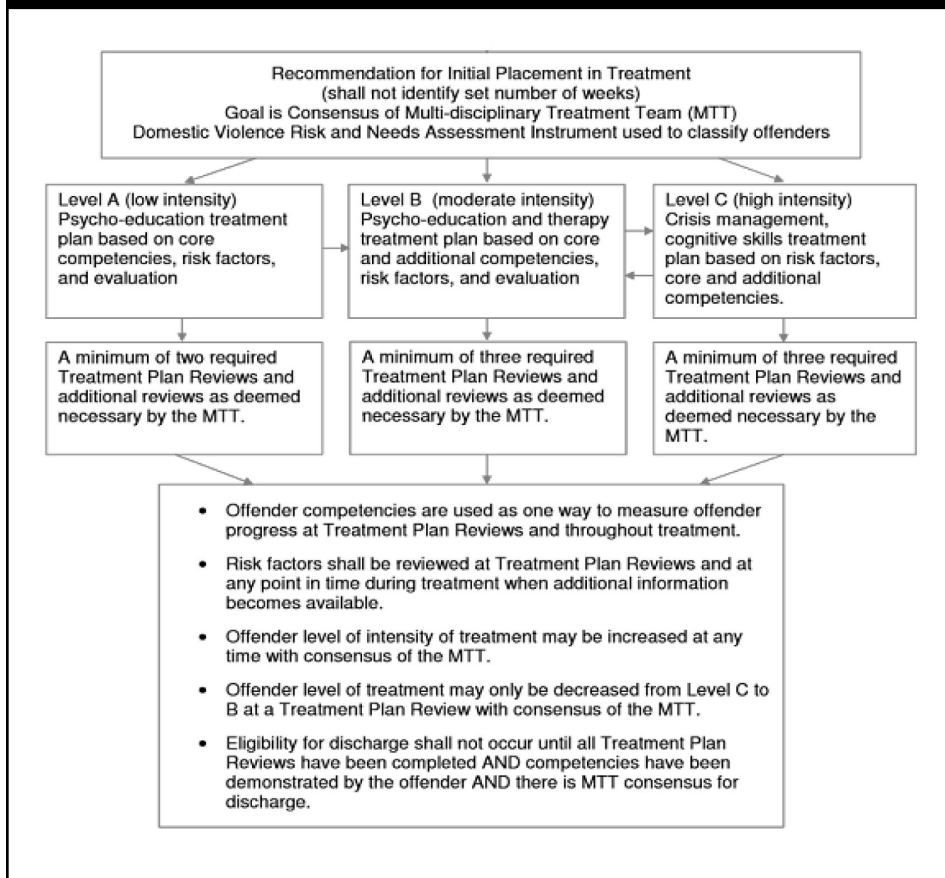 Recommendation for Initial Placement in Treatment
(shall not identify set number of weeks)
Goal is Consensus of Multi-disciplinary Treatment Team (MTT)
Domestic Violence Risk and Needs Assessment Instrument used to classify offenders
Level A (low intensity)
Psycho-education treatment
plan based on core
competencies, risk factors,
and evaluation
Level B (moderate intensity)
Psycho-education and therapy
treatment plan based on core
and additional competencies,
risk factors, and evaluation
Level C (high intensity)
Crisis management,
cognitive skills treatment
plan based on risk factors,
core and additional
competencies.
A minimum of two required
Treatment Plan Reviews and
additional reviews as deemed
necessary by the MTT.
A minimum of three required
Treatment Plan Reviews and
additional reviews as deemed
necessary by the MTT.
A minimum of three required
Treatment Plan Reviews and
additional reviews as
deemed necessary by the
MTT.
• Offender competencies are used as one way to measure offender
progress at Treatment Plan Reviews and throughout treatment.
• Risk factors shall be reviewed at Treatment Plan Reviews and at
any point in time during treatment when additional information
becomes available.
• Offender level of intensity of treatment may be increased at any
time with consensus of the MTT.
• Offender level of treatment may only be decreased from Level C to
B at a Treatment Plan Review with consensus of the MTT.
• Eligibility for discharge shall not occur until all Treatment Plan
Reviews have been completed AND competencies have been
demonstrated by the offender AND there is MTT consensus for
discharge.